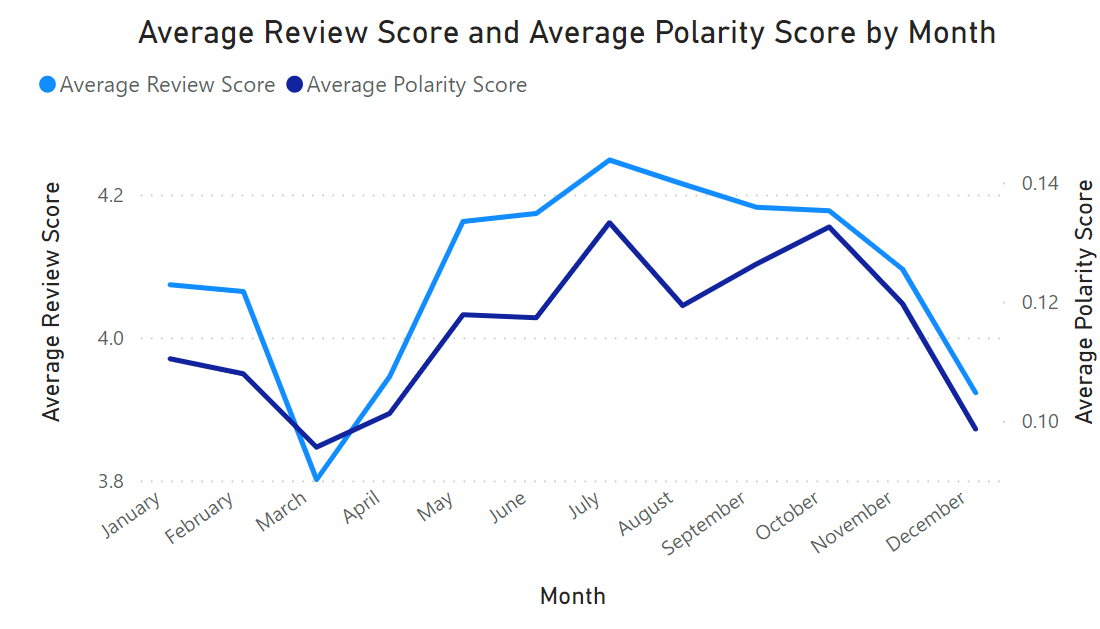 Average Review Score and Average Polarity Score by Month
Average Review Score Average Polarity Score
Average Review Score
4.2
4.0
3.8
0.14
0.12
0.10
Average Polarity Score
January February March April May June July August September October November December
Month